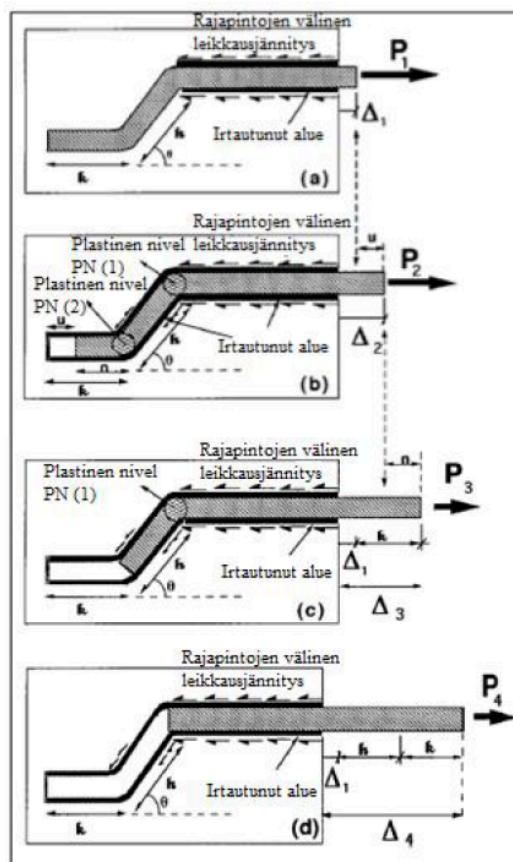 Rajapintojen välinen
leikkausjännitys
P1
Irtautunut alue
Δ1
θ
(a)
Rajapintojen välinen
leikkausjännitys
Plastinen nivel
PN (1)
Plastinen nivel
PN (2)
u
P2
u
Irtautunut alue
Δ2
θ
(b)
Rajapintojen välinen
leikkausjännitys
Plastinen nivel
PN (1)
P3
Irtautunut alue
Δ1
Δ3
θ
(c)
Rajapintojen välinen
leikkausjännitys
P4
Irtautunut alue
Δ1
Δ4
θ
(d)